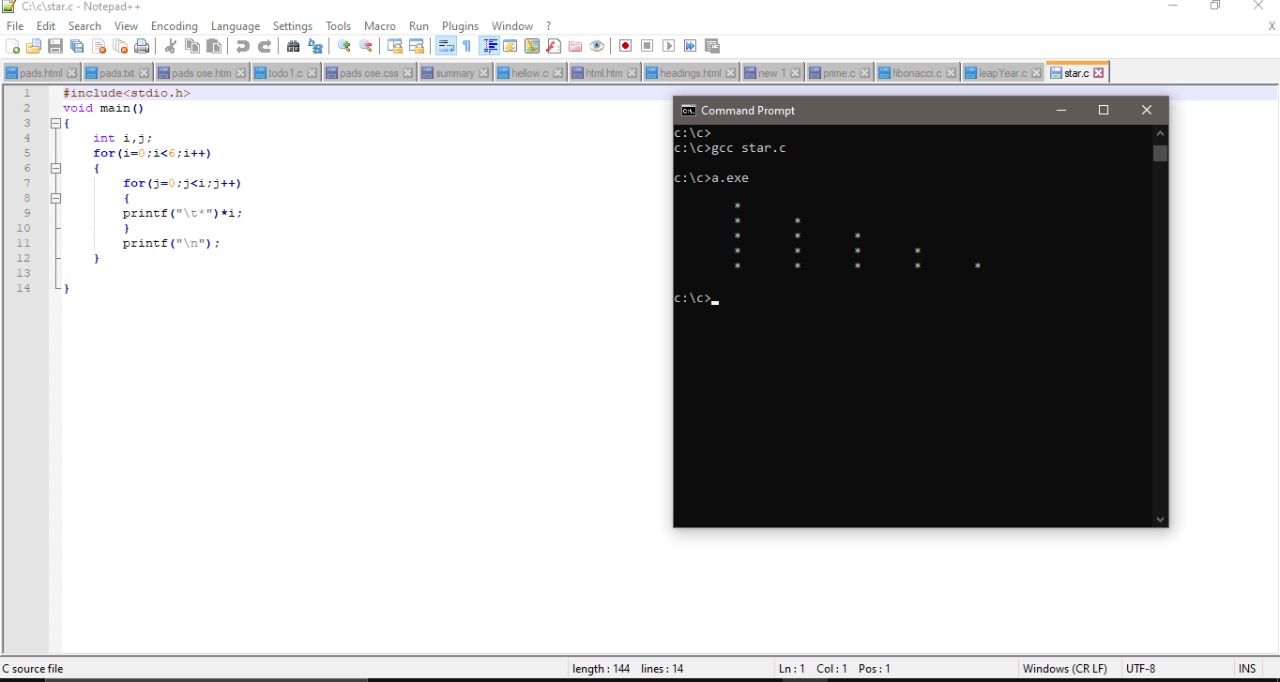 C:\c\star.c - Notepad++
File Edit Search View Encoding Language Settings Tools Macro Run Plugins Window ? X
pads.html pads.txt pads ose.htm todo1.c pads ose.css summary hellow.c html.htm headings.html new 1 prime.c fibonacci.c leapYear.c star.c
1 #include<stdio.h>
2 void main()
3 {
4 int i,j;
5 for(i=0;i<6;i++)
6 {
7 for(j=0;j<i;j++)
8 {
9 printf("\t*")*i;
10 }
11 printf("\n");
12 }
13
14 }
Command Prompt
c:\c>
c:\c>gcc star.c
c:\c>a.exe
*
* *
* * *
* * * *
* * * * *
c:\c>
C source file length : 144 lines : 14 Ln : 1 Col : 1 Pos : 1 Windows (CR LF) UTF-8 INS